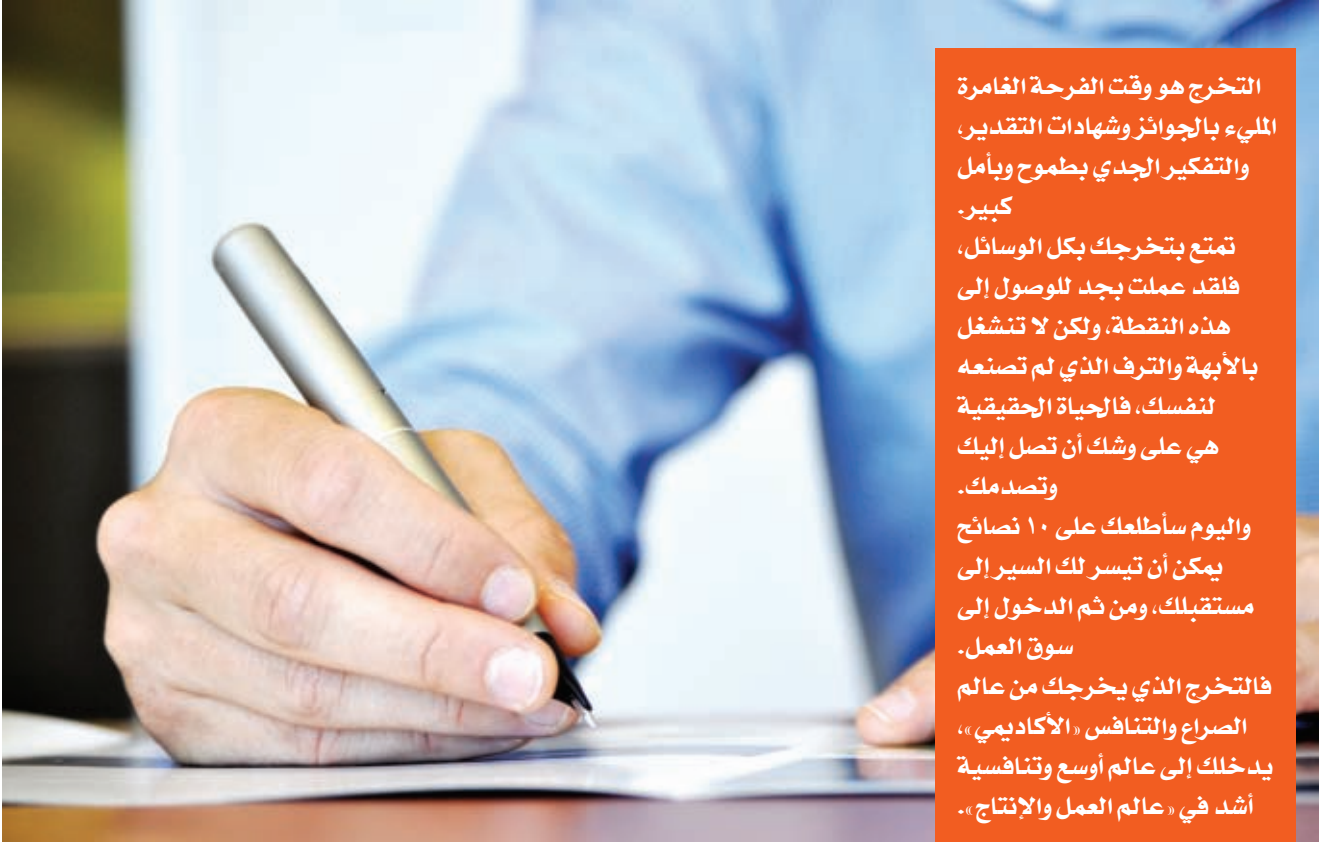 التخرج هو وقت الفرحة الغامرة
المليء بالجوائز وشهادات التقدير،
والتفكير الجدي بطموح وبأمل
كبير.
تمتع بتخرجك بكل الوسائل،
فلقد عملت بجد للوصول إلى
هذه النقطة، ولكن لا تنشغل
بالأبهة والترف الذي لم تصنعه
لنفسك، فالحياة الحقيقية
هي على وشك أن تصل إليك
وتصدمك.
واليوم سأطلعك على ١٠ نصائح
يمكن أن تيسر لك السير إلى
مستقبلك، ومن ثم الدخول إلى
سوق العمل.
فالتخرج الذي يخرجك من عالم
الصراع والتنافس «الأكاديمي»،
يدخلك إلى عالم أوسع وتنافسية
أشد في «عالم العمل والإنتاج».